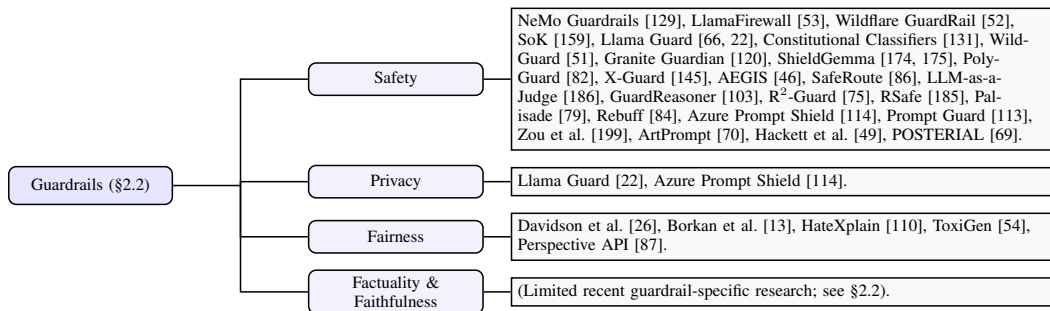 NeMo Guardrails [129], LlamaFirewall [53], Wildflare GuardRail [52],
SoK [159], Llama Guard [66, 22], Constitutional Classifiers [131], Wild-
Guard [51], Granite Guardian [120], ShieldGemma [174, 175], Poly-
Guard [82], X-Guard [145], AEGIS [46], SafeRoute [86], LLM-as-a-
Judge [186], GuardReasoner [103], R²-Guard [75], RSafe [185], Pal-
isade [79], Rebuff [84], Azure Prompt Shield [114], Prompt Guard [113],
Zou et al. [199], ArtPrompt [70], Hackett et al. [49], POSTERIAL [69].
Safety
Guardrails (§2.2)
Privacy
Llama Guard [22], Azure Prompt Shield [114].
Fairness
Davidson et al. [26], Borkan et al. [13], HateXplain [110], ToxiGen [54],
Perspective API [87].
Factuality &
Faithfulness
(Limited recent guardrail-specific research; see §2.2).